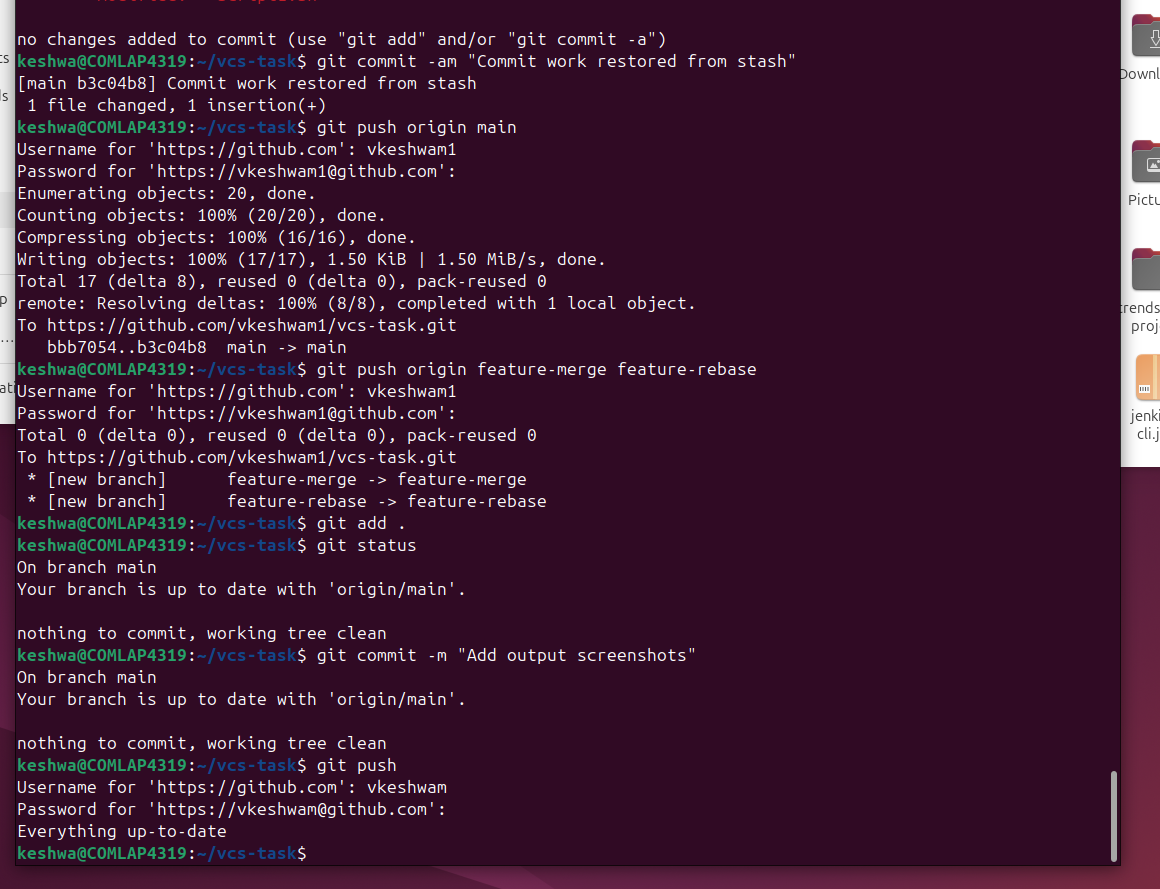 no changes added to commit (use "git add" and/or "git commit -a")
keshwa@COMLAP4319:~/vcs-task$ git commit -am "Commit work restored from stash"
[main b3c04b8] Commit work restored from stash
 1 file changed, 1 insertion(+)
keshwa@COMLAP4319:~/vcs-task$ git push origin main
Username for 'https://github.com': vkeshwam1
Password for 'https://vkeshwam1@github.com':
Enumerating objects: 20, done.
Counting objects: 100% (20/20), done.
Compressing objects: 100% (16/16), done.
Writing objects: 100% (17/17), 1.50 KiB | 1.50 MiB/s, done.
Total 17 (delta 8), reused 0 (delta 0), pack-reused 0
remote: Resolving deltas: 100% (8/8), completed with 1 local object.
To https://github.com/vkeshwam1/vcs-task.git
   bbb7054..b3c04b8  main -> main
keshwa@COMLAP4319:~/vcs-task$ git push origin feature-merge feature-rebase
Username for 'https://github.com': vkeshwam1
Password for 'https://vkeshwam1@github.com':
Total 0 (delta 0), reused 0 (delta 0), pack-reused 0
To https://github.com/vkeshwam1/vcs-task.git
 * [new branch]      feature-merge -> feature-merge
 * [new branch]      feature-rebase -> feature-rebase
keshwa@COMLAP4319:~/vcs-task$ git add .
keshwa@COMLAP4319:~/vcs-task$ git status
On branch main
Your branch is up to date with 'origin/main'.
nothing to commit, working tree clean
keshwa@COMLAP4319:~/vcs-task$ git commit -m "Add output screenshots"
On branch main
Your branch is up to date with 'origin/main'.
nothing to commit, working tree clean
keshwa@COMLAP4319:~/vcs-task$ git push
Username for 'https://github.com': vkeshwam
Password for 'https://vkeshwam@github.com':
Everything up-to-date
keshwa@COMLAP4319:~/vcs-task$
Downl
Pictu
trends
proj
jenki
cli.j